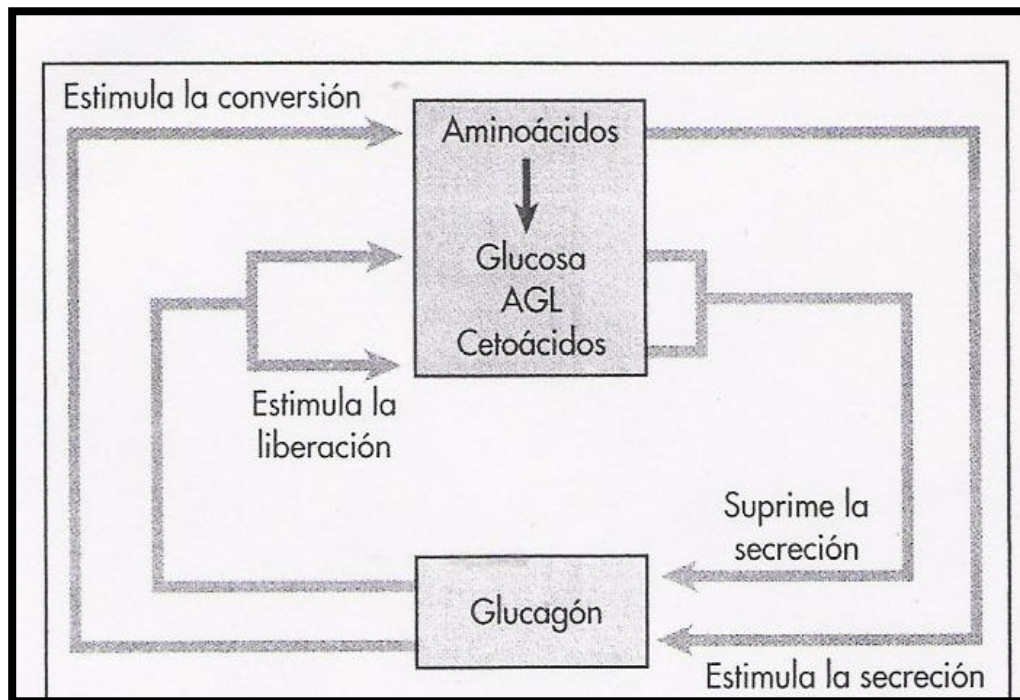 Estimula la conversión
Aminoácidos
Glucosa
AGL
Cetoácidos
Estimula la
liberación
Suprime la
secreción
Glucagón
Estimula la secreción